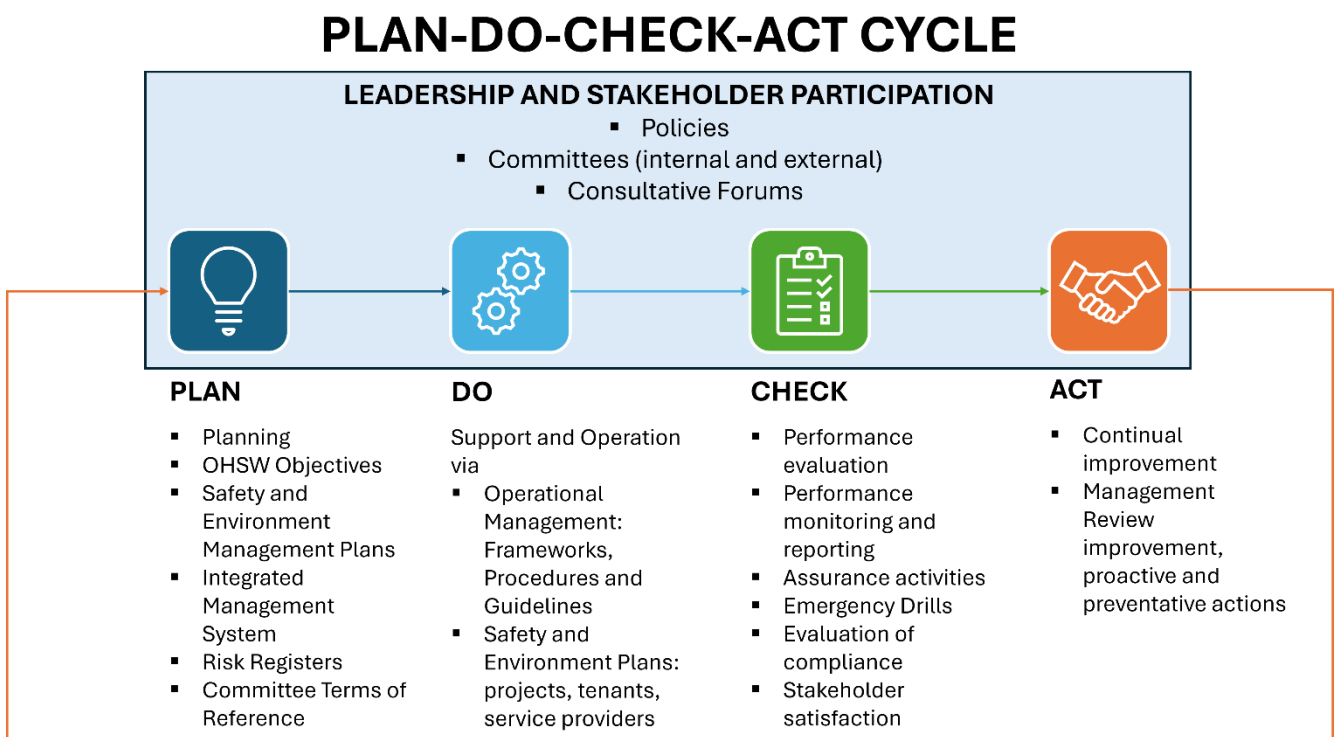 PLAN-DO-CHECK-ACT CYCLE
LEADERSHIP AND STAKEHOLDER PARTICIPATION
▪ Policies
▪ Committees (internal and external)
▪ Consultative Forums
PLAN
▪ Planning
▪ OHSW Objectives
▪ Safety and
Environment
Management Plans
▪ Integrated
Management
System
▪ Risk Registers
▪ Committee Terms of
Reference
DO
Support and Operation
via
▪ Operational
Management:
Frameworks,
Procedures and
Guidelines
▪ Safety and
Environment Plans:
projects, tenants,
service providers
CHECK
▪ Performance
evaluation
▪ Performance
monitoring and
reporting
▪ Assurance activities
▪ Emergency Drills
▪ Evaluation of
compliance
▪ Stakeholder
satisfaction
ACT
▪ Continual
improvement
▪ Management
Review
improvement,
proactive and
preventative actions